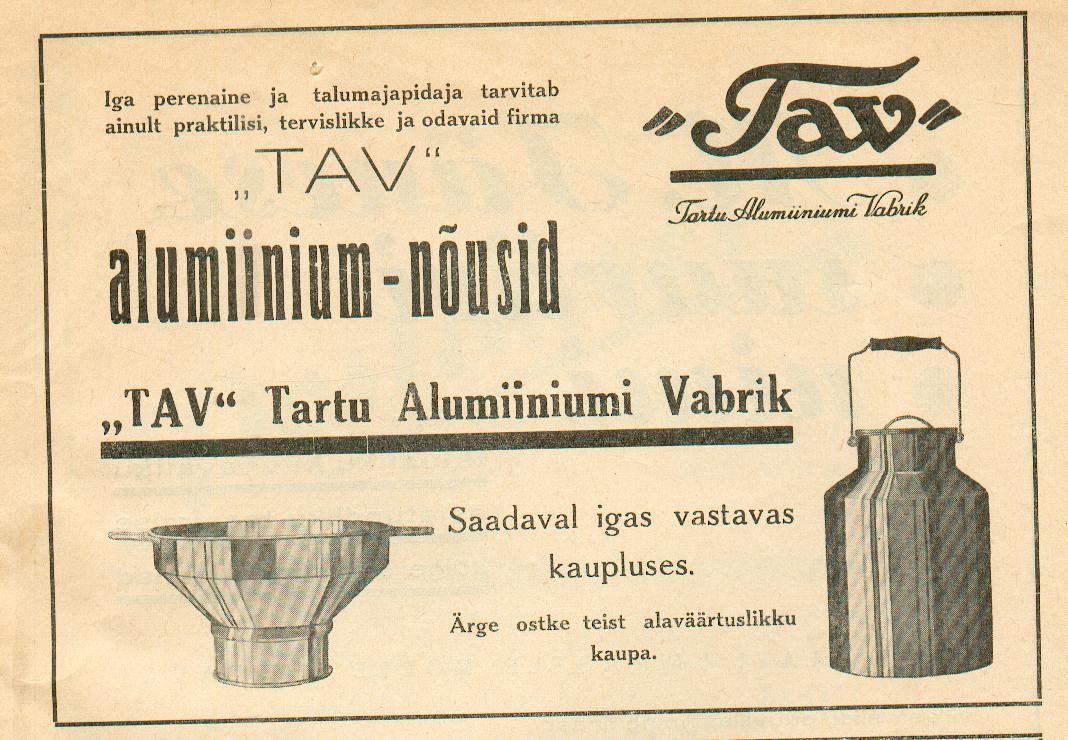 Iga perenaine ja talumajapidaja tarvitab
ainult praktilisi, tervislikke ja odavaid firma
„TAV“
alumiinium-nõusid
„Tav“
Tartu Alumiiniumi Vabrik
„TAV“ Tartu Alumiiniumi Vabrik
Saadaval igas vastavas
kaupluses.
Ärge ostke teist alaväärtuslikku
kaupa.